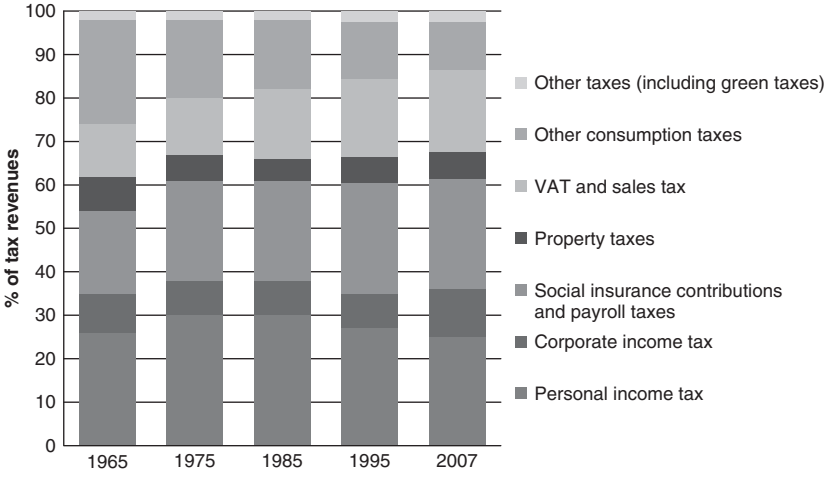 100
90
80
70
60
50
40
30
20
10
0
% of tax revenues
1965 1975 1985 1995 2007
Other taxes (including green taxes)
Other consumption taxes
VAT and sales tax
Property taxes
Social insurance contributions
and payroll taxes
Corporate income tax
Personal income tax